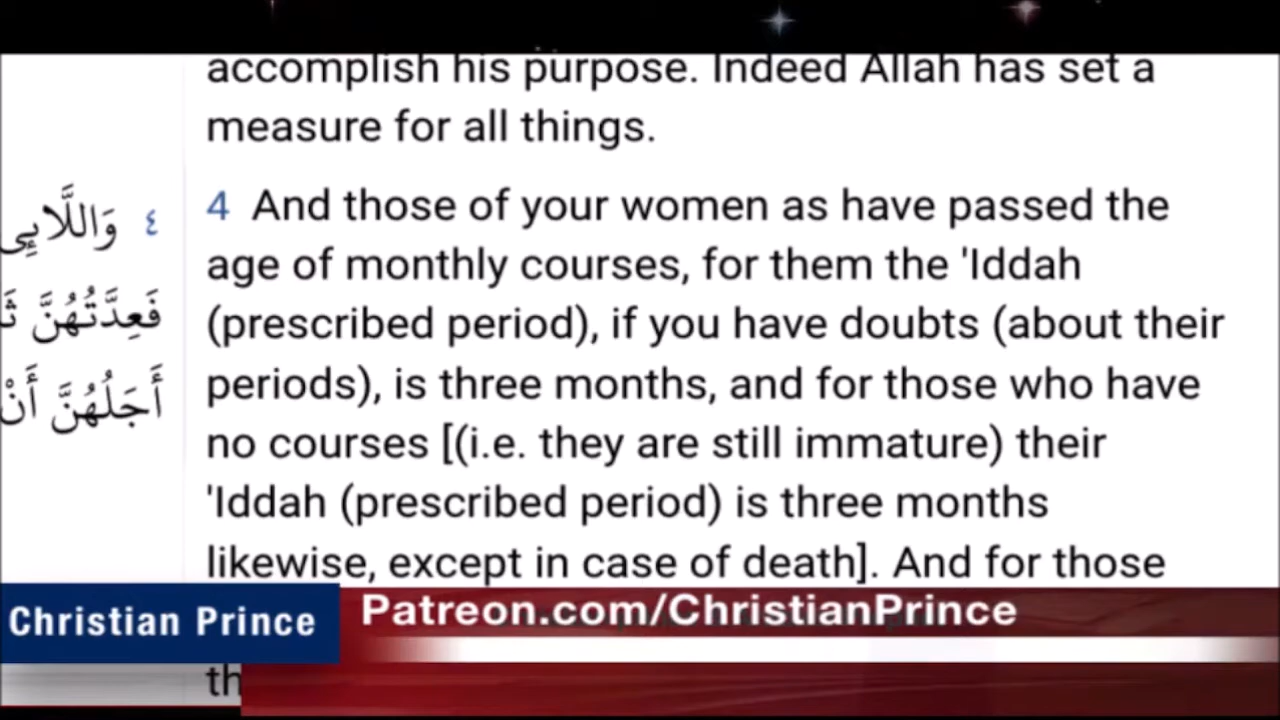 accomplish his purpose. Indeed Allah has set a
measure for all things.
4 And those of your women as have passed the
age of monthly courses, for them the 'Iddah
(prescribed period), if you have doubts (about their
periods), is three months, and for those who have
no courses [(i.e. they are still immature) their
'Iddah (prescribed period) is three months
likewise, except in case of death]. And for those
th
٤ وَاللَّايِٕي
فَعِدَّتُهُنَّ
أَجَلُهُنَّ أَنْ
Christian Prince
Patreon.com/ChristianPrince